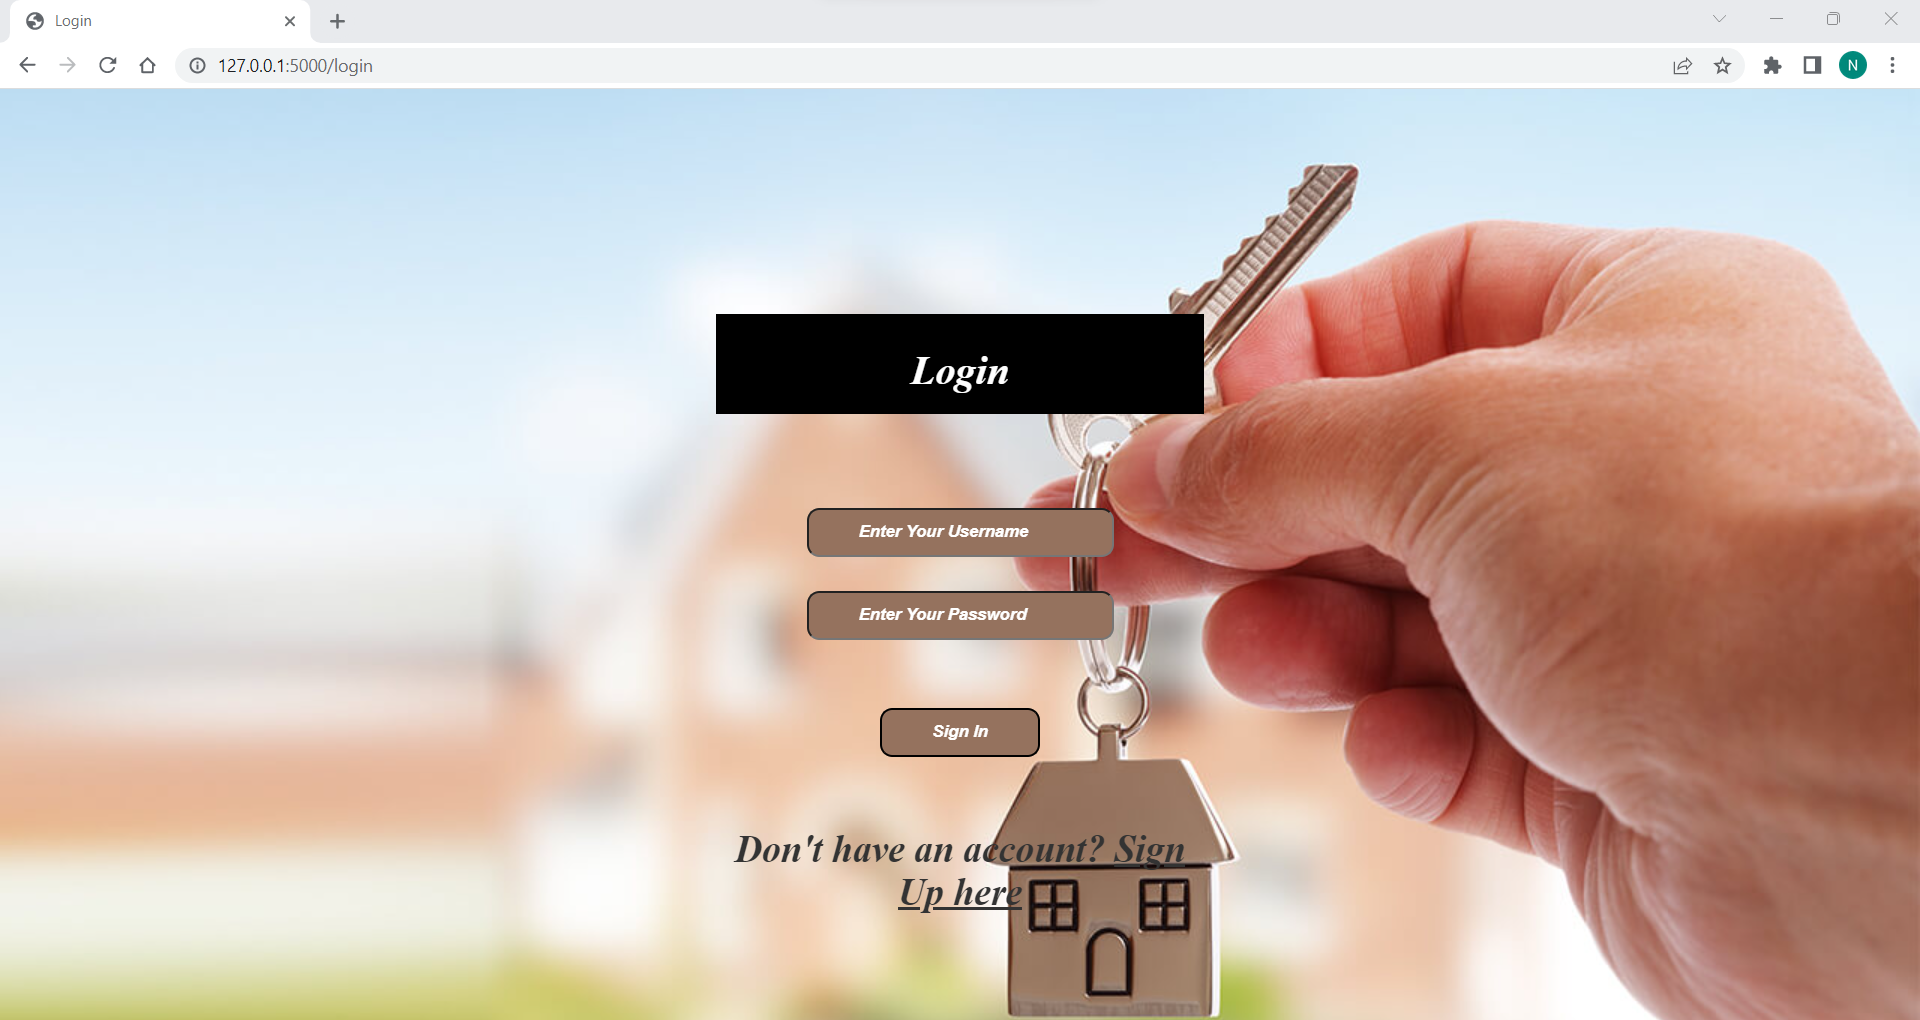 Login
127.0.0.1:5000/login
N
Login
Enter Your Username
Enter Your Password
Sign In
Don't have an account? Sign
Up here